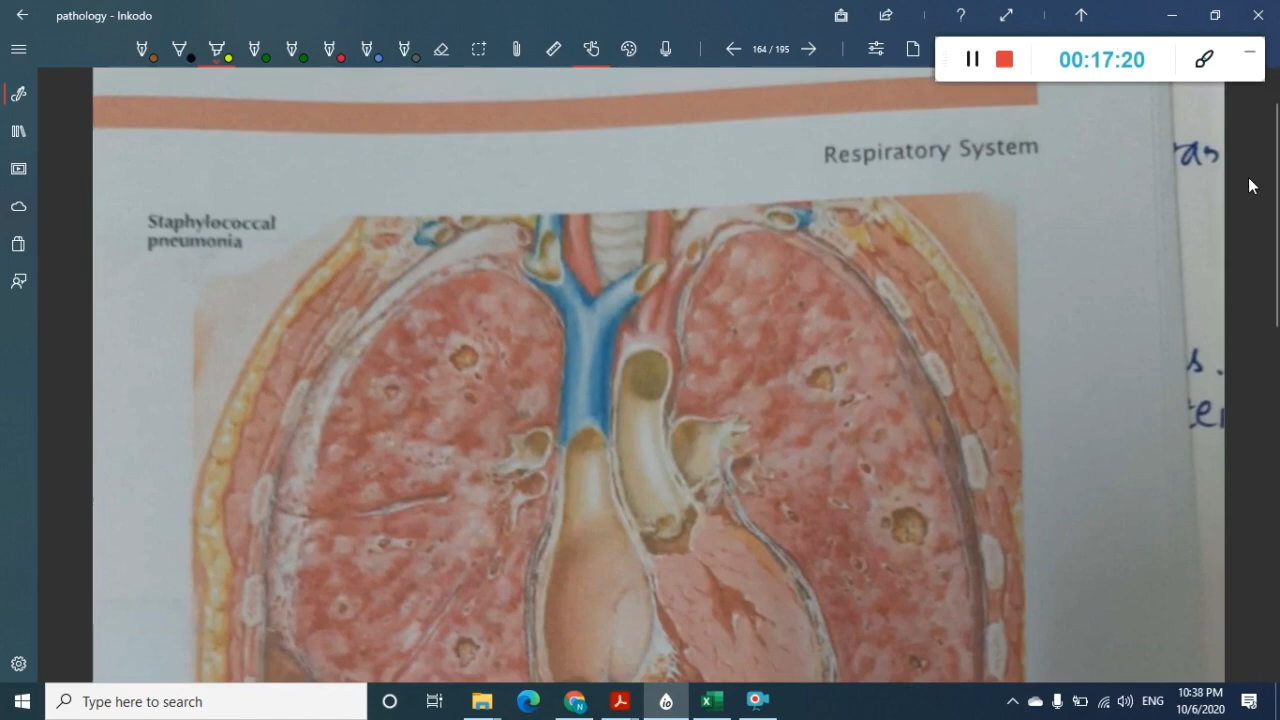 pathology - Inkodo
164 / 195
00:17:20
Respiratory System
Staphylococcal
pneumonia
Type here to search
ENG
10:38 PM
10/6/2020